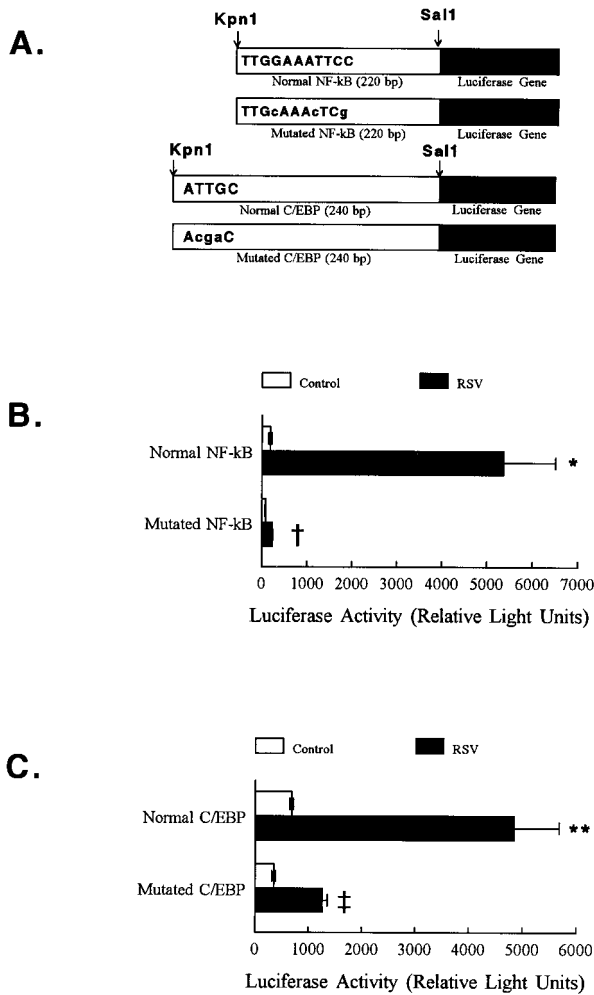 A.
Kpn1 Sal1
TTGGAAATTCC
Normal NF-kB (220 bp) Luciferase Gene
TTGcAAAcTCg
Mutated NF-kB (220 bp) Luciferase Gene
Kpn1 Sal1
ATTGC
Normal C/EBP (240 bp) Luciferase Gene
AcgaC
Mutated C/EBP (240 bp) Luciferase Gene
B.
Control RSV
Normal NF-kB *
Mutated NF-kB †
0 1000 2000 3000 4000 5000 6000 7000
Luciferase Activity (Relative Light Units)
C.
Control RSV
Normal C/EBP **
Mutated C/EBP ‡
0 1000 2000 3000 4000 5000 6000
Luciferase Activity (Relative Light Units)